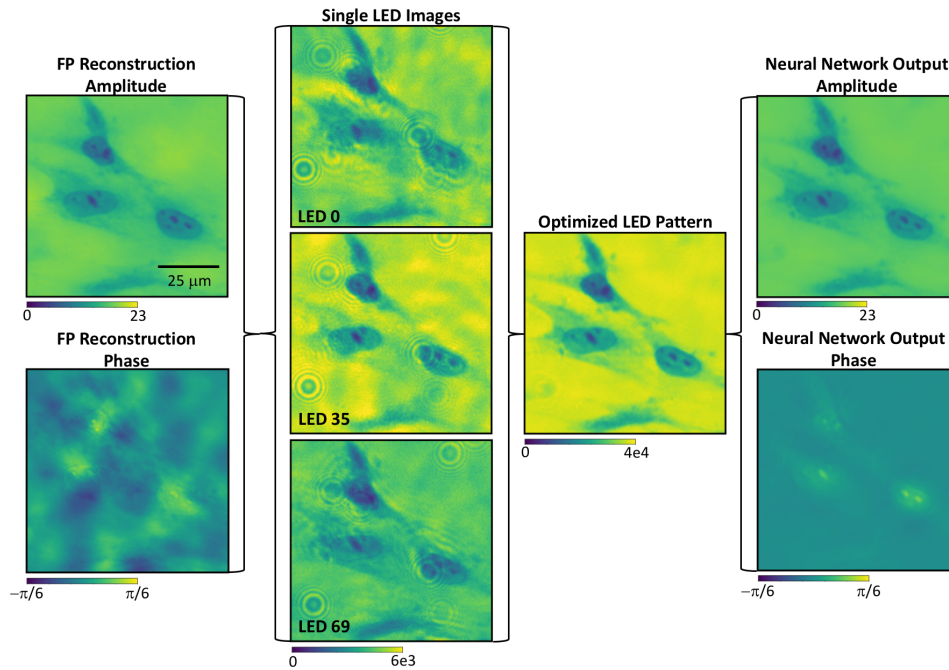 Single LED Images
FP Reconstruction
Amplitude
25 μm
0 23
FP Reconstruction
Phase
−π/6 π/6
LED 0
LED 35
LED 69
0 6e3
Optimized LED Pattern
0 4e4
Neural Network Output
Amplitude
0 23
Neural Network Output
Phase
−π/6 π/6